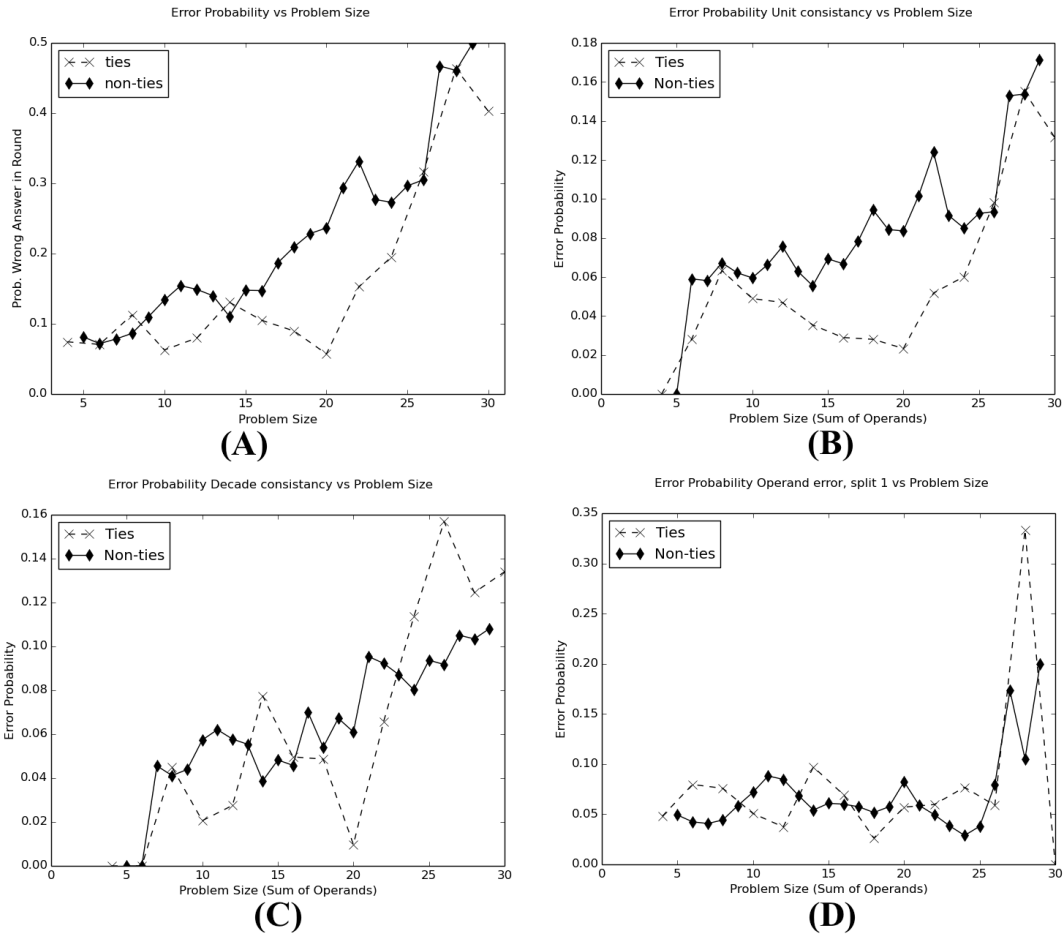 Error Probability vs Problem Size
ties
non-ties
0.5
0.4
0.3
0.2
0.1
0.0
Prob. Wrong Answer in Round
5 10 15 20 25 30
Problem Size
(A)
Error Probability Unit consistancy vs Problem Size
Ties
Non-ties
0.18
0.16
0.14
0.12
0.10
0.08
0.06
0.04
0.02
0.00
Error Probability
0 5 10 15 20 25 30
Problem Size (Sum of Operands)
(B)
Error Probability Decade consistancy vs Problem Size
Ties
Non-ties
0.16
0.14
0.12
0.10
0.08
0.06
0.04
0.02
0.00
Error Probability
0 5 10 15 20 25 30
Problem Size (Sum of Operands)
(C)
Error Probability Operand error, split 1 vs Problem Size
Ties
Non-ties
0.35
0.30
0.25
0.20
0.15
0.10
0.05
0.00
Error Probability
0 5 10 15 20 25 30
Problem Size (Sum of Operands)
(D)